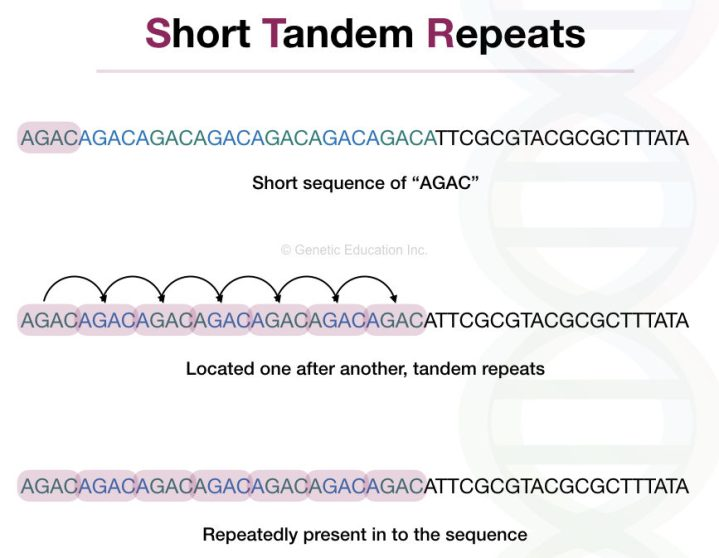 Short Tandem Repeats
AGACAGACAGACAGACAGACAGACAGACATTCGCGTACGCGCTTTATA
Short sequence of “AGAC”
© Genetic Education Inc.
AGACAGACAGACAGACAGACAGACAGACATTCGCGTACGCGCTTTATA
Located one after another, tandem repeats
AGACAGACAGACAGACAGACAGACAGACATTCGCGTACGCGCTTTATA
Repeatedly present in to the sequence